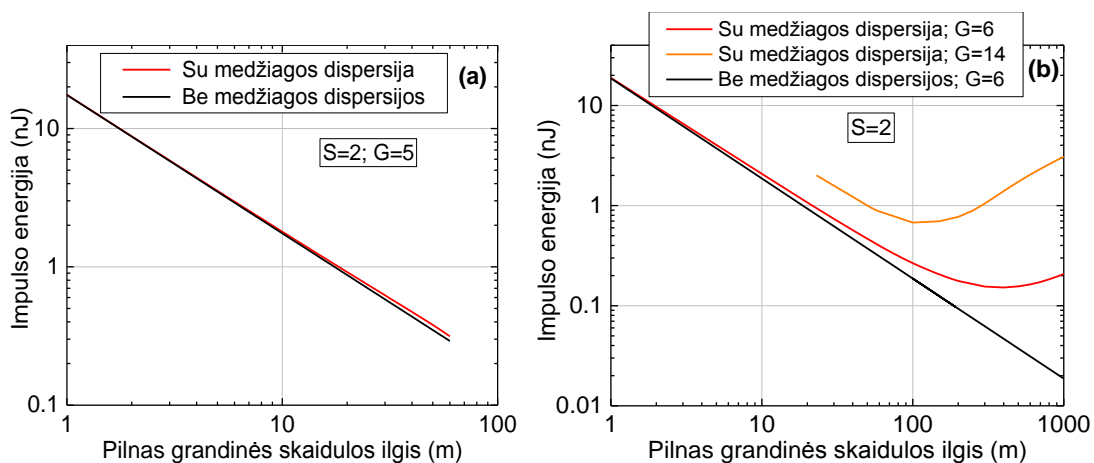 Su medžiagos dispersija
Be medžiagos dispersijos
(a)
S=2; G=5
Impulso energija (nJ)
10
1
0.1
1
10
100
Pilnas grandinės skaidulos ilgis (m)
Su medžiagos dispersija; G=6
Su medžiagos dispersija; G=14
Be medžiagos dispersijos; G=6
(b)
S=2
Impulso energija (nJ)
10
1
0.1
0.01
1
10
100
1000
Pilnas grandinės skaidulos ilgis (m)